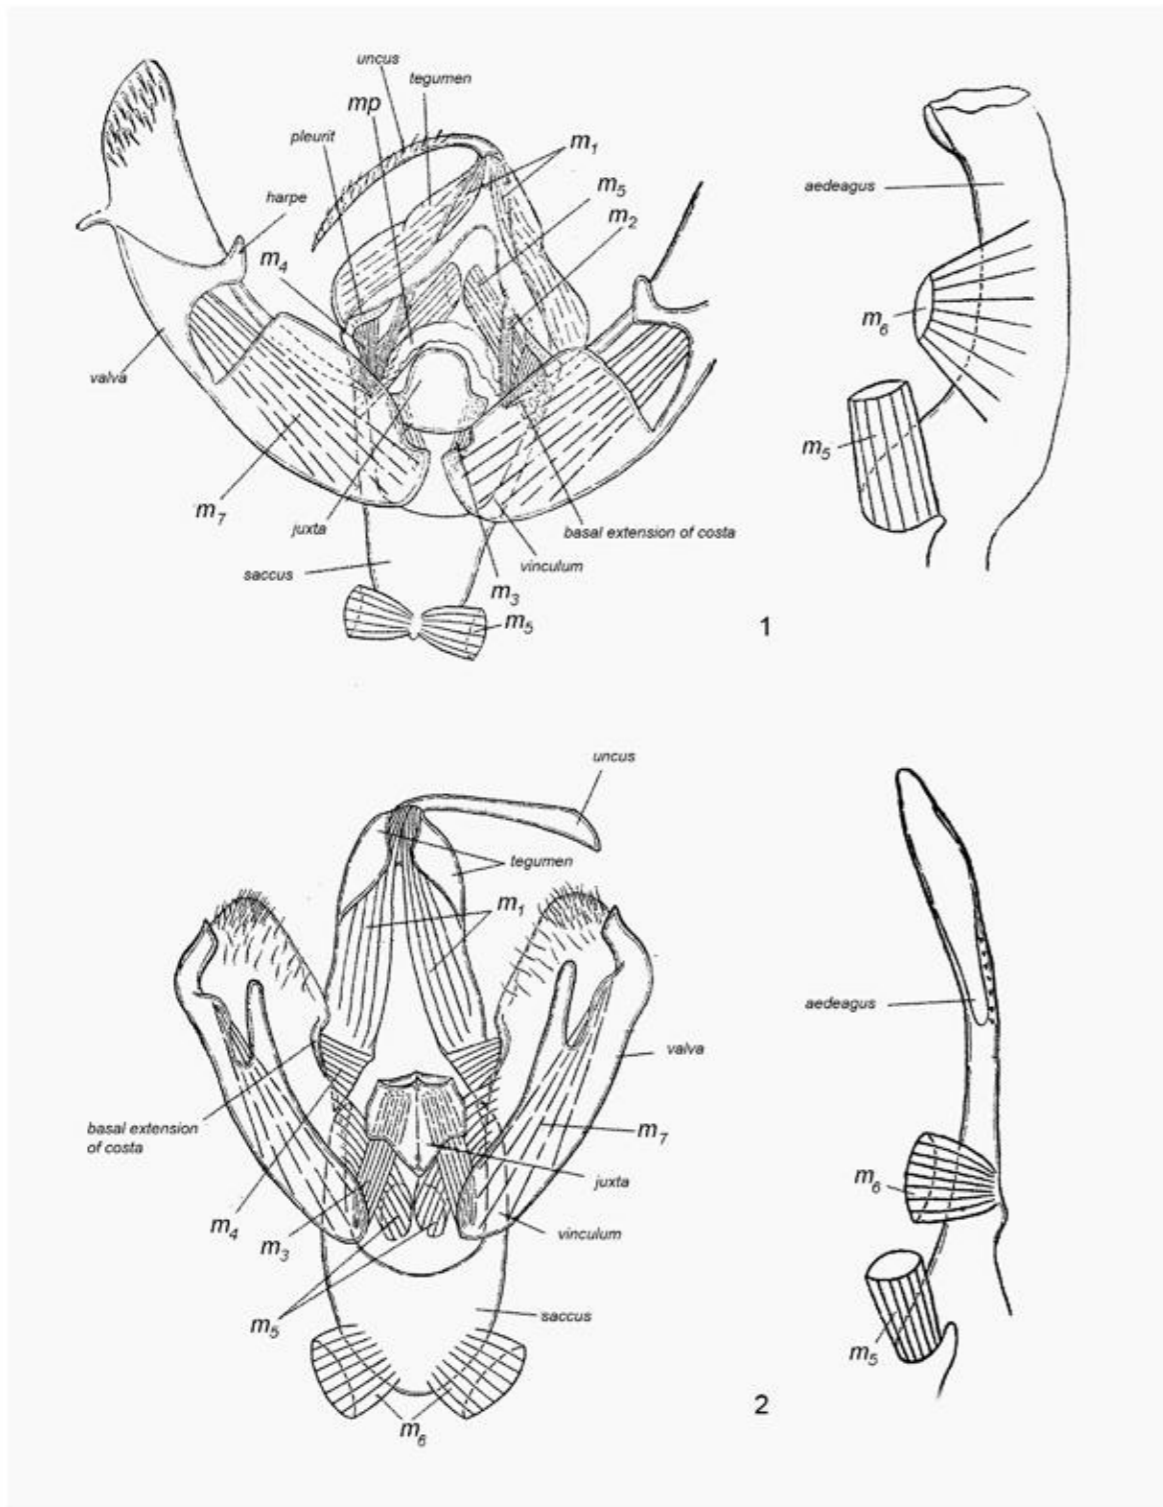 uncus
tegumen
mp
pleurit
m1
m5
m2
harpe
m4
valva
m7
juxta
saccus
basal extension of costa
vinculum
m3
m5
aedeagus
m6
m5
1
uncus
tegumen
m1
valva
basal extension
of costa
m7
juxta
m4
m3
vinculum
m5
saccus
m6
aedeagus
m6
m5
2